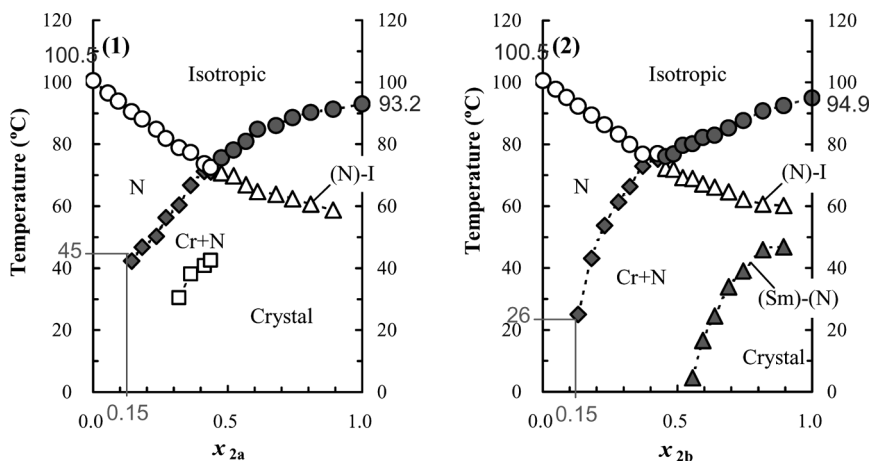 120
(1)
120
100.5
Isotropic
100
100
93.2
80
80
(N)-I
N
60
60
Cr+N
45
40
40
Crystal
20
20
0
0
0.15
0.0
0.5
1.0
Temperature (ºC)
x 2a
120
(2)
120
100.5
Isotropic
100
100
94.9
80
80
N
(N)-I
60
60
40
40
Cr+N
(Sm)-(N)
26
20
20
Crystal
0
0
0.15
0.0
0.5
1.0
Temperature (ºC)
x 2b